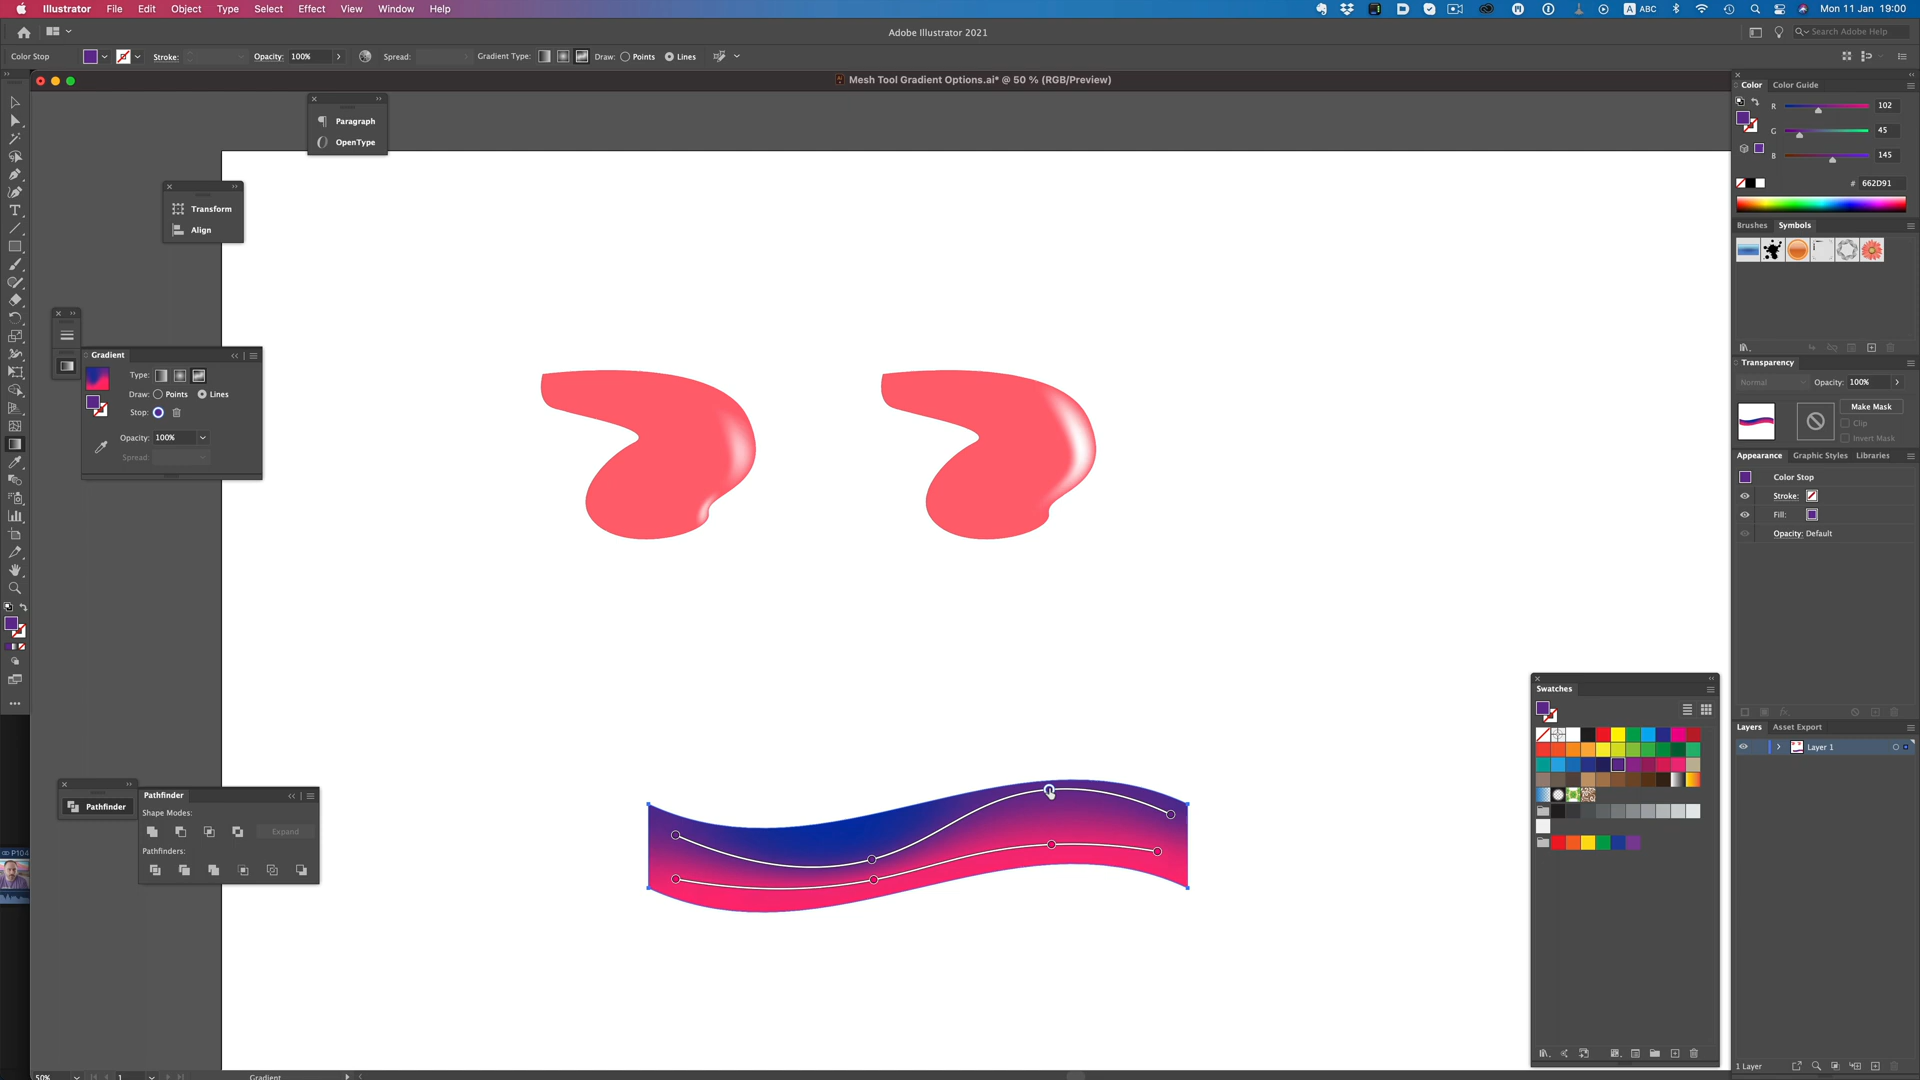 Illustrator File Edit Object Type Select Effect View Window Help
ABC Mon 11 Jan 19:00
Adobe Illustrator 2021
Search Adobe Help
Color Stop Stroke: Opacity: 100% Spread: Gradient Type: Draw: Points Lines
Mesh Tool Gradient Options.ai* @ 50 % (RGB/Preview)
Paragraph
OpenType
Transform
Align
Gradient
Type:
Draw: Points Lines
Stop:
Opacity: 100%
Spread:
Pathfinder
Pathfinder
Shape Modes:
Expand
Pathfinders:
Color Color Guide
R 102
G 45
B 145
# 662D91
Brushes Symbols
Transparency
Normal Opacity: 100%
Make Mask
Clip
Invert Mask
Appearance Graphic Styles Libraries
Color Stop
Stroke:
Fill:
Opacity: Default
Swatches
Layers Asset Export
Layer 1
1 Layer
P104
50% 1 Gradient